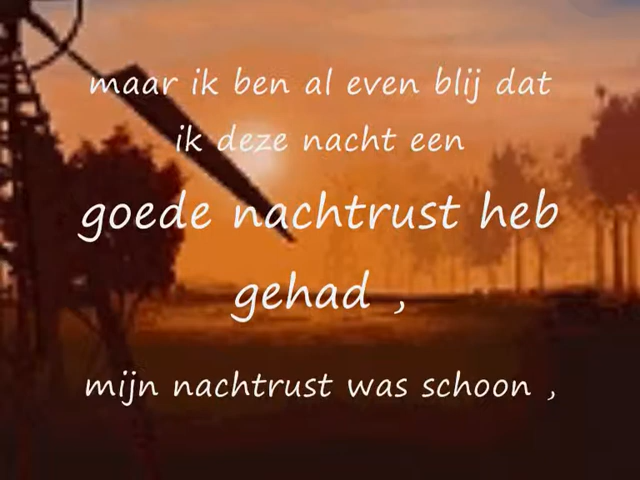 maar ik ben al even blij dat
ik deze nacht een
goede nachtrust heb
gehad ,
mijn nachtrust was schoon ,